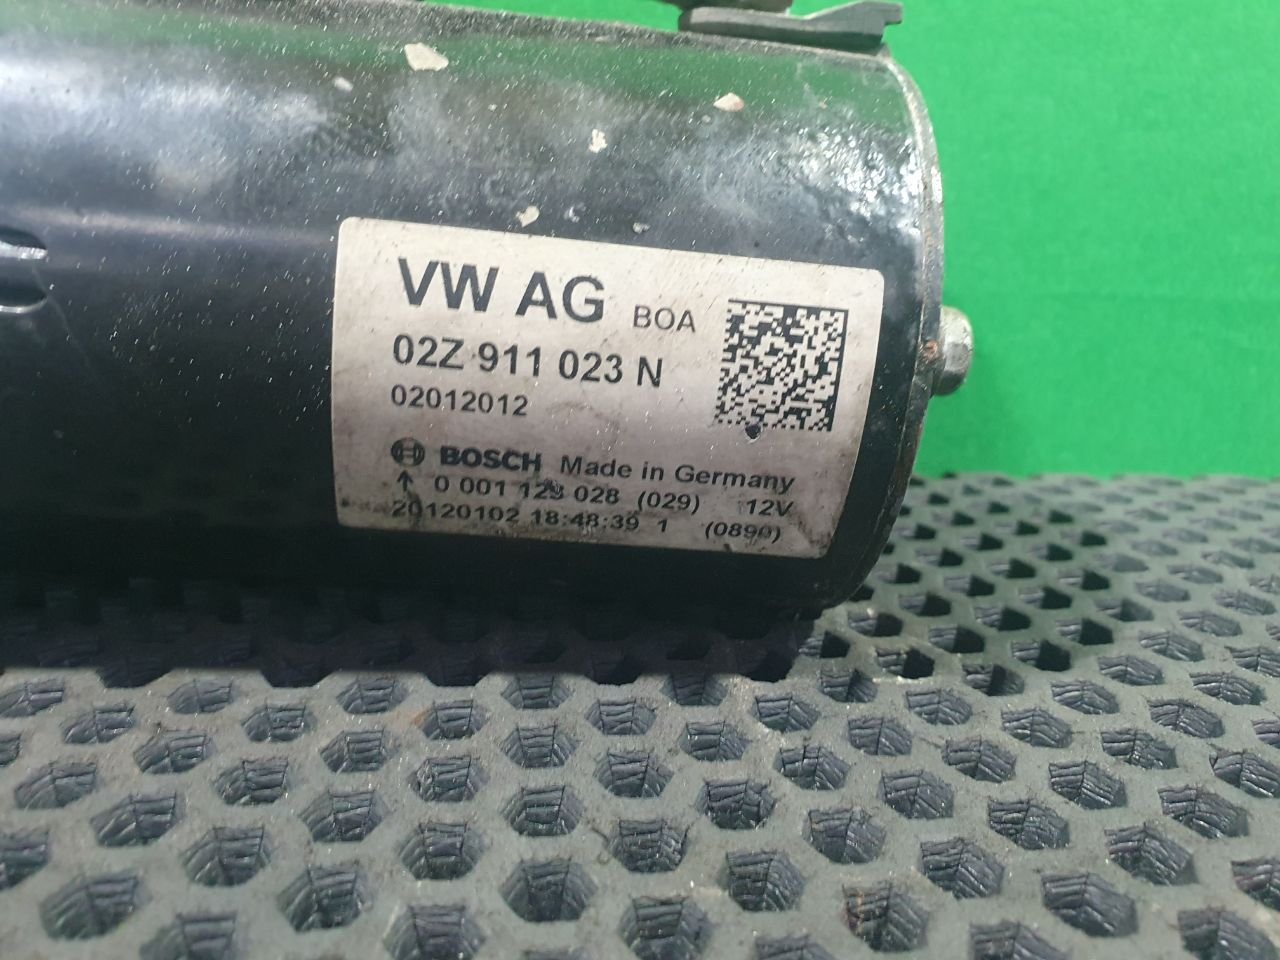 VW AG BOA
02Z 911 023 N
02012012
BOSCH Made in Germany
↑ 0 001 123 028 (029) 12V
20120102 18:48:39 1 (0890)